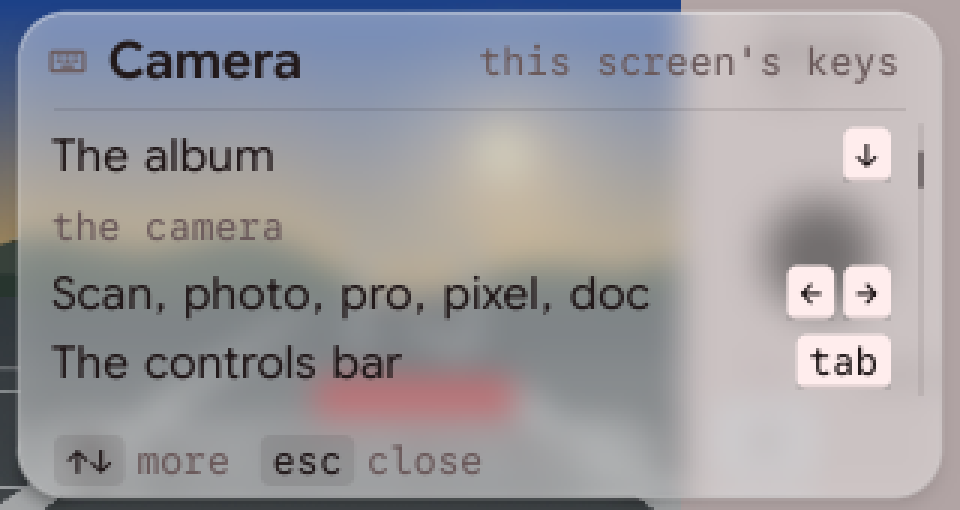 Camera this screen's keys
The album ↓
the camera
Scan, photo, pro, pixel, doc ← →
The controls bar tab
↑↓ more esc close